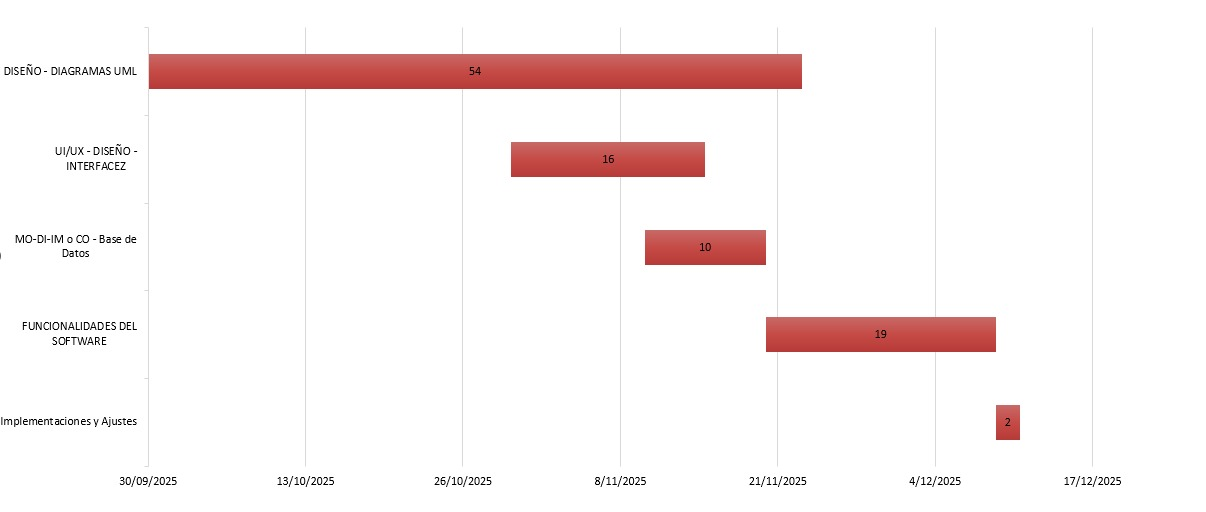 DISEÑO - DIAGRAMAS UML
54
UI/UX - DISEÑO -
INTERFACEZ
16
MO-DI-IM o CO - Base de
Datos
10
FUNCIONALIDADES DEL
SOFTWARE
19
Implementaciones y Ajustes
2
30/09/2025
13/10/2025
26/10/2025
8/11/2025
21/11/2025
4/12/2025
17/12/2025